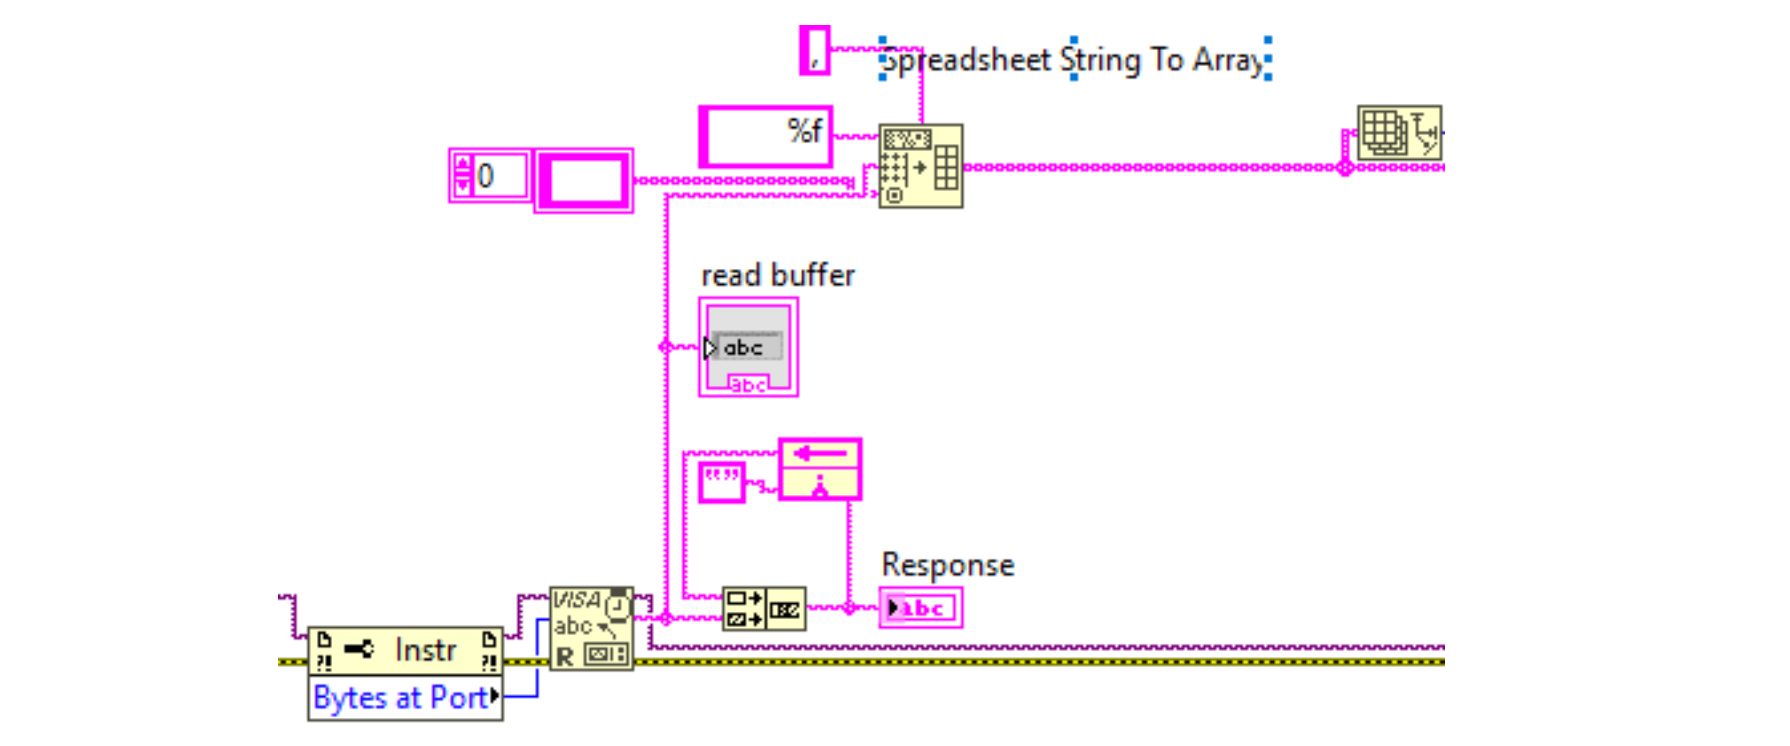 ,
Spreadsheet String To Array
%f
0
read buffer
abc
abc
Response
abc
VISA
abc
R
Instr
Bytes at Port